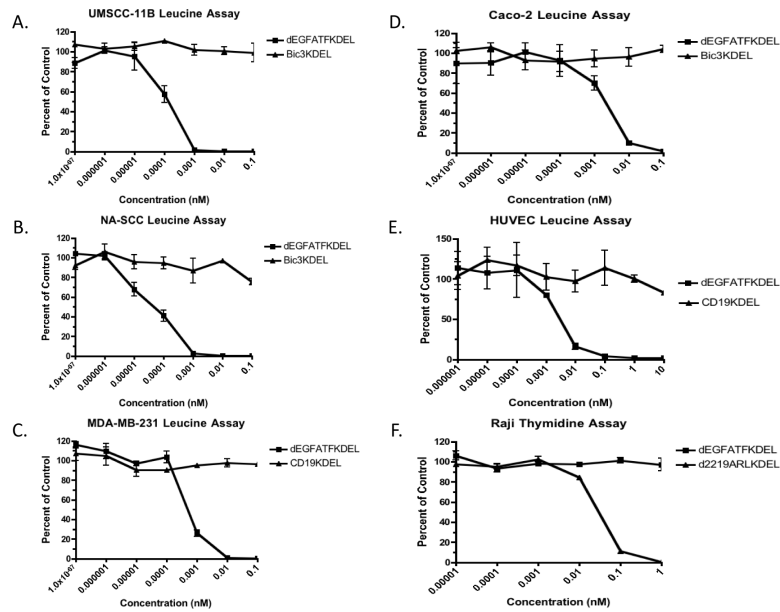 A.
UMSCC-11B Leucine Assay
Percent of Control
120
100
80
60
40
20
0
1.0x10⁻⁰⁷
0.000001
0.00001
0.0001
0.001
0.01
0.1
Concentration (nM)
dEGFATFKDEL
Bic3KDEL
B.
NA-SCC Leucine Assay
Percent of Control
120
100
80
60
40
20
0
1.0x10⁻⁰⁷
0.000001
0.00001
0.0001
0.001
0.01
0.1
Concentration (nM)
dEGFATFKDEL
Bic3KDEL
C.
MDA-MB-231 Leucine Assay
Percent of Control
120
100
80
60
40
20
0
1.0x10⁻⁰⁷
0.000001
0.00001
0.0001
0.001
0.01
0.1
Concentration (nM)
dEGFATFKDEL
CD19KDEL
D.
Caco-2 Leucine Assay
Percent of Control
120
100
80
60
40
20
0
1.0x10⁻⁰⁷
0.000001
0.00001
0.0001
0.001
0.01
0.1
Concentration (nM)
dEGFATFKDEL
Bic3KDEL
E.
HUVEC Leucine Assay
Percent of Control
150
100
50
0
0.000001
0.00001
0.0001
0.001
0.01
0.1
1
10
Concentration (nM)
dEGFATFKDEL
CD19KDEL
F.
Raji Thymidine Assay
Percent of Control
120
100
80
60
40
20
0
0.00001
0.0001
0.001
0.01
0.1
1
Concentration (nM)
dEGFATFKDEL
d2219ARLKDEL